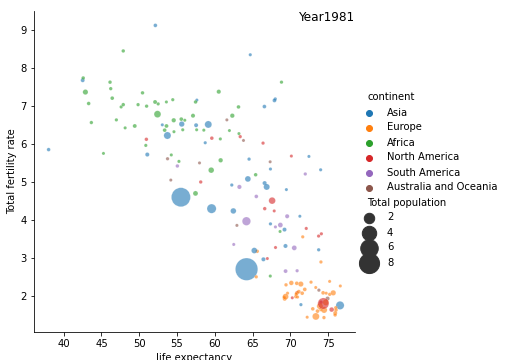 Year1981
9
8
7
6
5
4
3
2
Total fertility rate
40
45
50
55
60
65
70
75
life expectancy
continent
Asia
Europe
Africa
North America
South America
Australia and Oceania
Total population
2
4
6
8